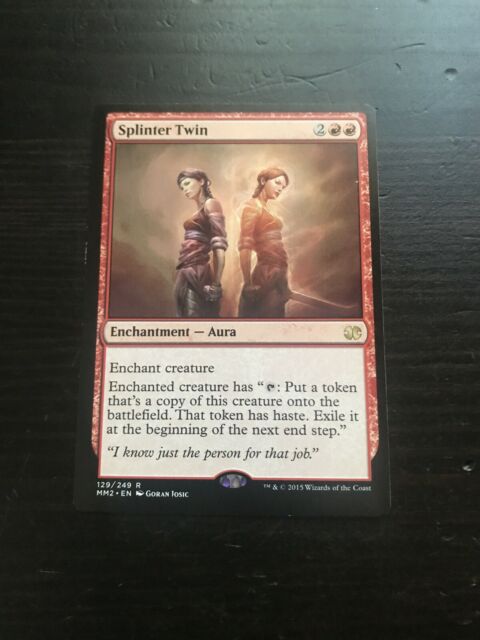 Splinter Twin 2
Enchantment — Aura
Enchant creature
Enchanted creature has “: Put a token
that’s a copy of this creature onto the
battlefield. That token has haste. Exile it
at the beginning of the next end step.”
“I know just the person for that job.”
129/249 R
MM2 • EN Goran Josic
™ & © 2015 Wizards of the Coast